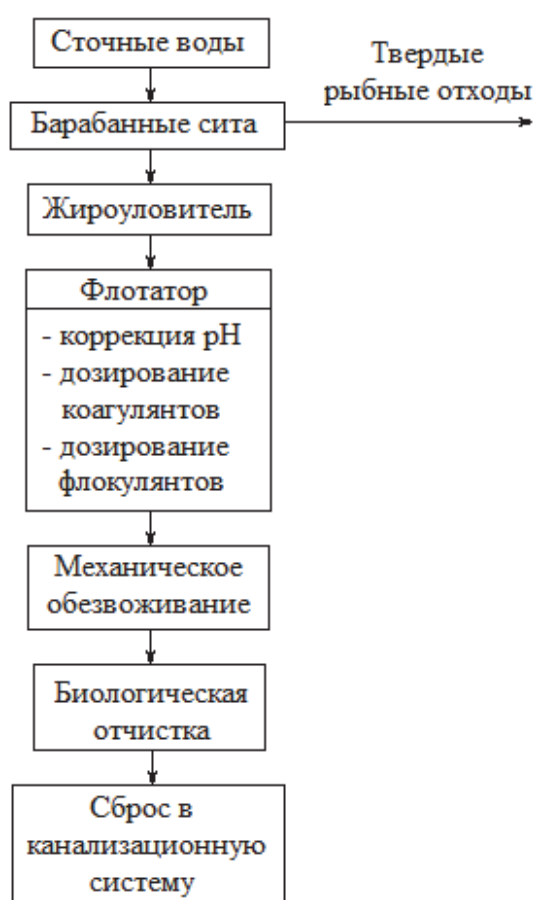 Сточные воды
Твердые
рыбные отходы
Барабанные сита
Жироуловитель
Флотатор
- коррекция pH
- дозирование
коагулянтов
- дозирование
флокулянтов
Механическое
обезвоживание
Биологическая
отчистка
Сброс в
канализационную
систему